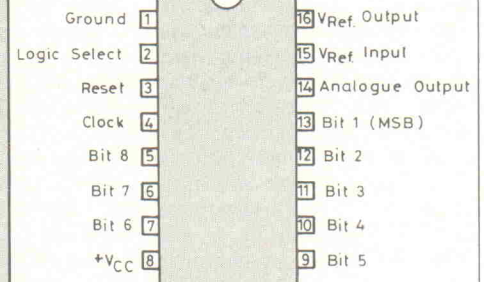 Ground 1
Logic Select 2
Reset 3
Clock 4
Bit 8 5
Bit 7 6
Bit 6 7
+VCC 8
16 VRef. Output
15 VRef. Input
14 Analogue Output
13 Bit 1 (MSB)
12 Bit 2
11 Bit 3
10 Bit 4
9 Bit 5